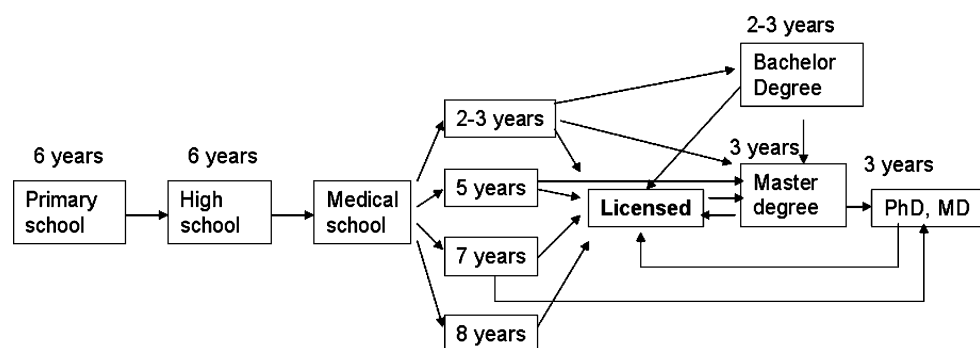 2-3 years
Bachelor
Degree
2-3 years
6 years
6 years
3 years
3 years
Primary
school
High
school
Medical
school
5 years
Licensed
Master
degree
PhD, MD
7 years
8 years